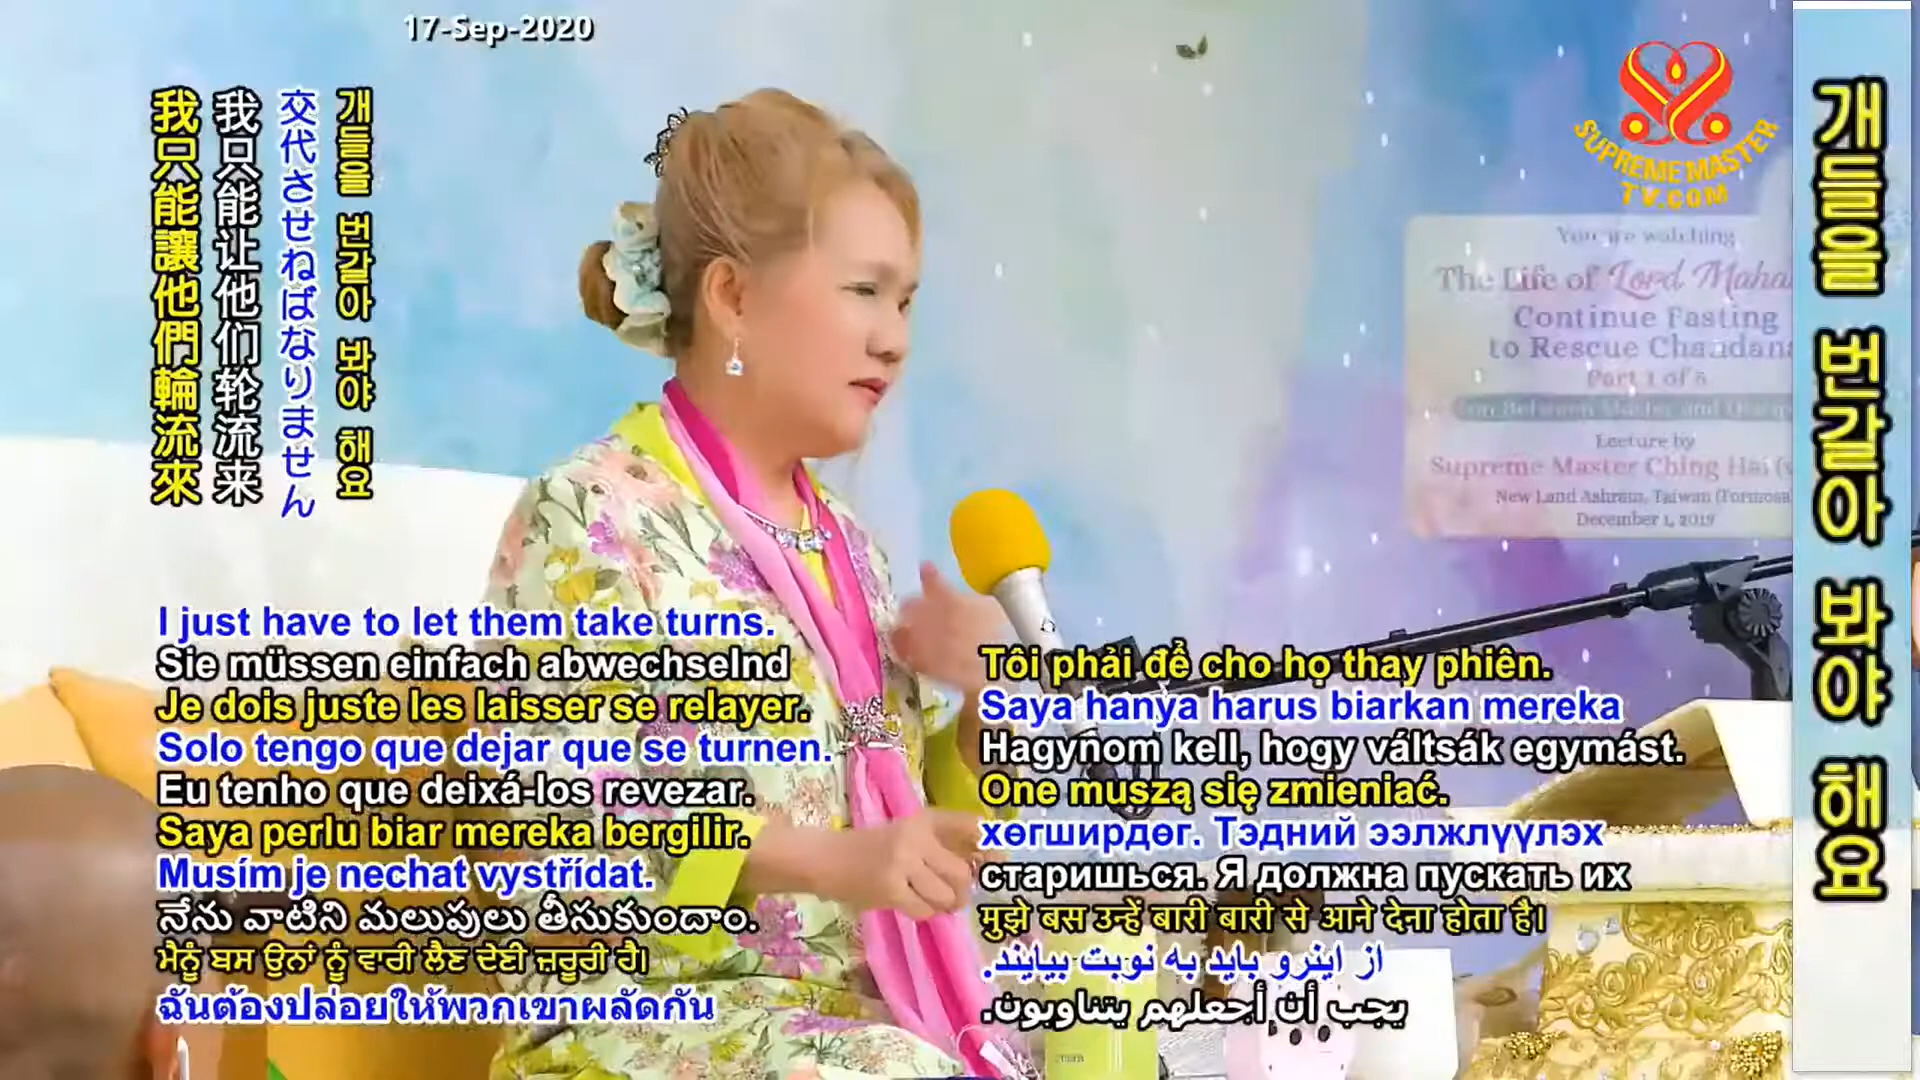 17-Sep-2020
我只能讓他們輪流來
我只能让他们轮流来
交代させねばなりません
개들을 번갈아 봐야 해요
SUPREME MASTER
TV.COM
You are watching
The Life of Lord
Continue Fasting
to Rescue
Part 1 of 5
Between Master and
Lecture by
Supreme Master Ching Hai
New Land Ashram, Taiwan (Formosa
December 1, 2019
개들을 번갈아 봐야 해요
I just have to let them take turns.
Sie müssen einfach abwechselnd
Je dois juste les laisser se relayer.
Solo tengo que dejar que se turnen.
Eu tenho que deixá-los revezar.
Saya perlu biar mereka bergilir.
Musím je nechat vystřídat.
నేను వాటిని మలుపులు తీసుకుందాం.
ਮੈਨੂੰ ਬਸ ਉਨਾਂ ਨੂੰ ਵਾਰੀ ਲੈਣ ਦੇਣੀ ਜ਼ਰੂਰੀ ਹੈ।
ฉันต้องปล่อยให้พวกเขาผลัดกัน
Tôi phải để cho họ thay phiên.
Saya hanya harus biarkan mereka
Hagynom kell, hogy váltsák egymást.
One muszą się zmieniać.
хөгширдөг. Тэдний ээлжлүүлэх
старишься. Я должна пускать их
मुझे बस उन्हें बारी बारी से आने देना होता है।
از اینرو باید به نوبت بیایند.
يجب أن أجعلهم يتناوبون.